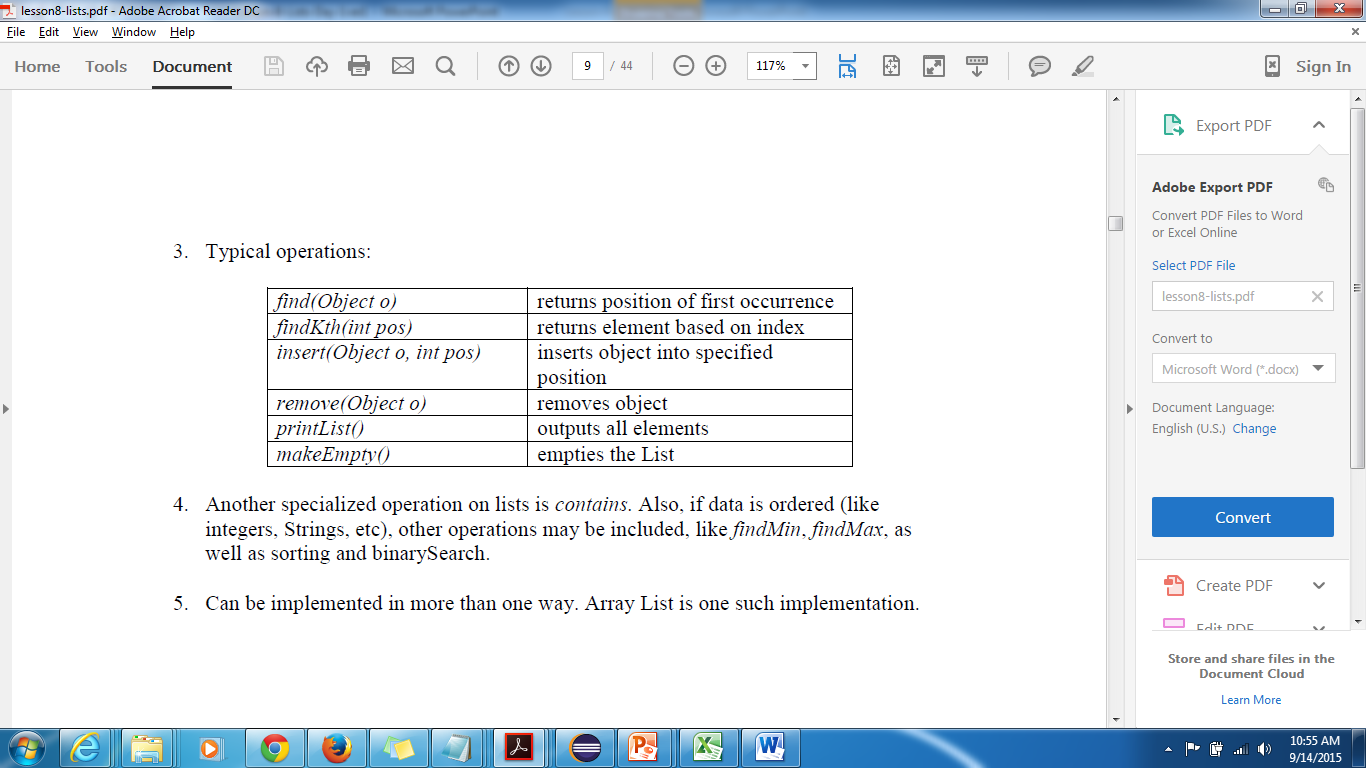 lesson8-lists.pdf - Adobe Acrobat Reader DC
File Edit View Window Help
Home Tools Document 9 / 44 117% Sign In
3. Typical operations:
find(Object o) returns position of first occurrence
findKth(int pos) returns element based on index
insert(Object o, int pos) inserts object into specified
position
remove(Object o) removes object
printList() outputs all elements
makeEmpty() empties the List
4. Another specialized operation on lists is contains. Also, if data is ordered (like
integers, Strings, etc), other operations may be included, like findMin, findMax, as
well as sorting and binarySearch.
5. Can be implemented in more than one way. Array List is one such implementation.
Export PDF
Adobe Export PDF
Convert PDF Files to Word
or Excel Online
Select PDF File
lesson8-lists.pdf
Convert to
Microsoft Word (*.docx)
Document Language:
English (U.S.) Change
Convert
Create PDF
Edit PDF
Store and share files in the
Document Cloud
Learn More
10:55 AM
9/14/2015